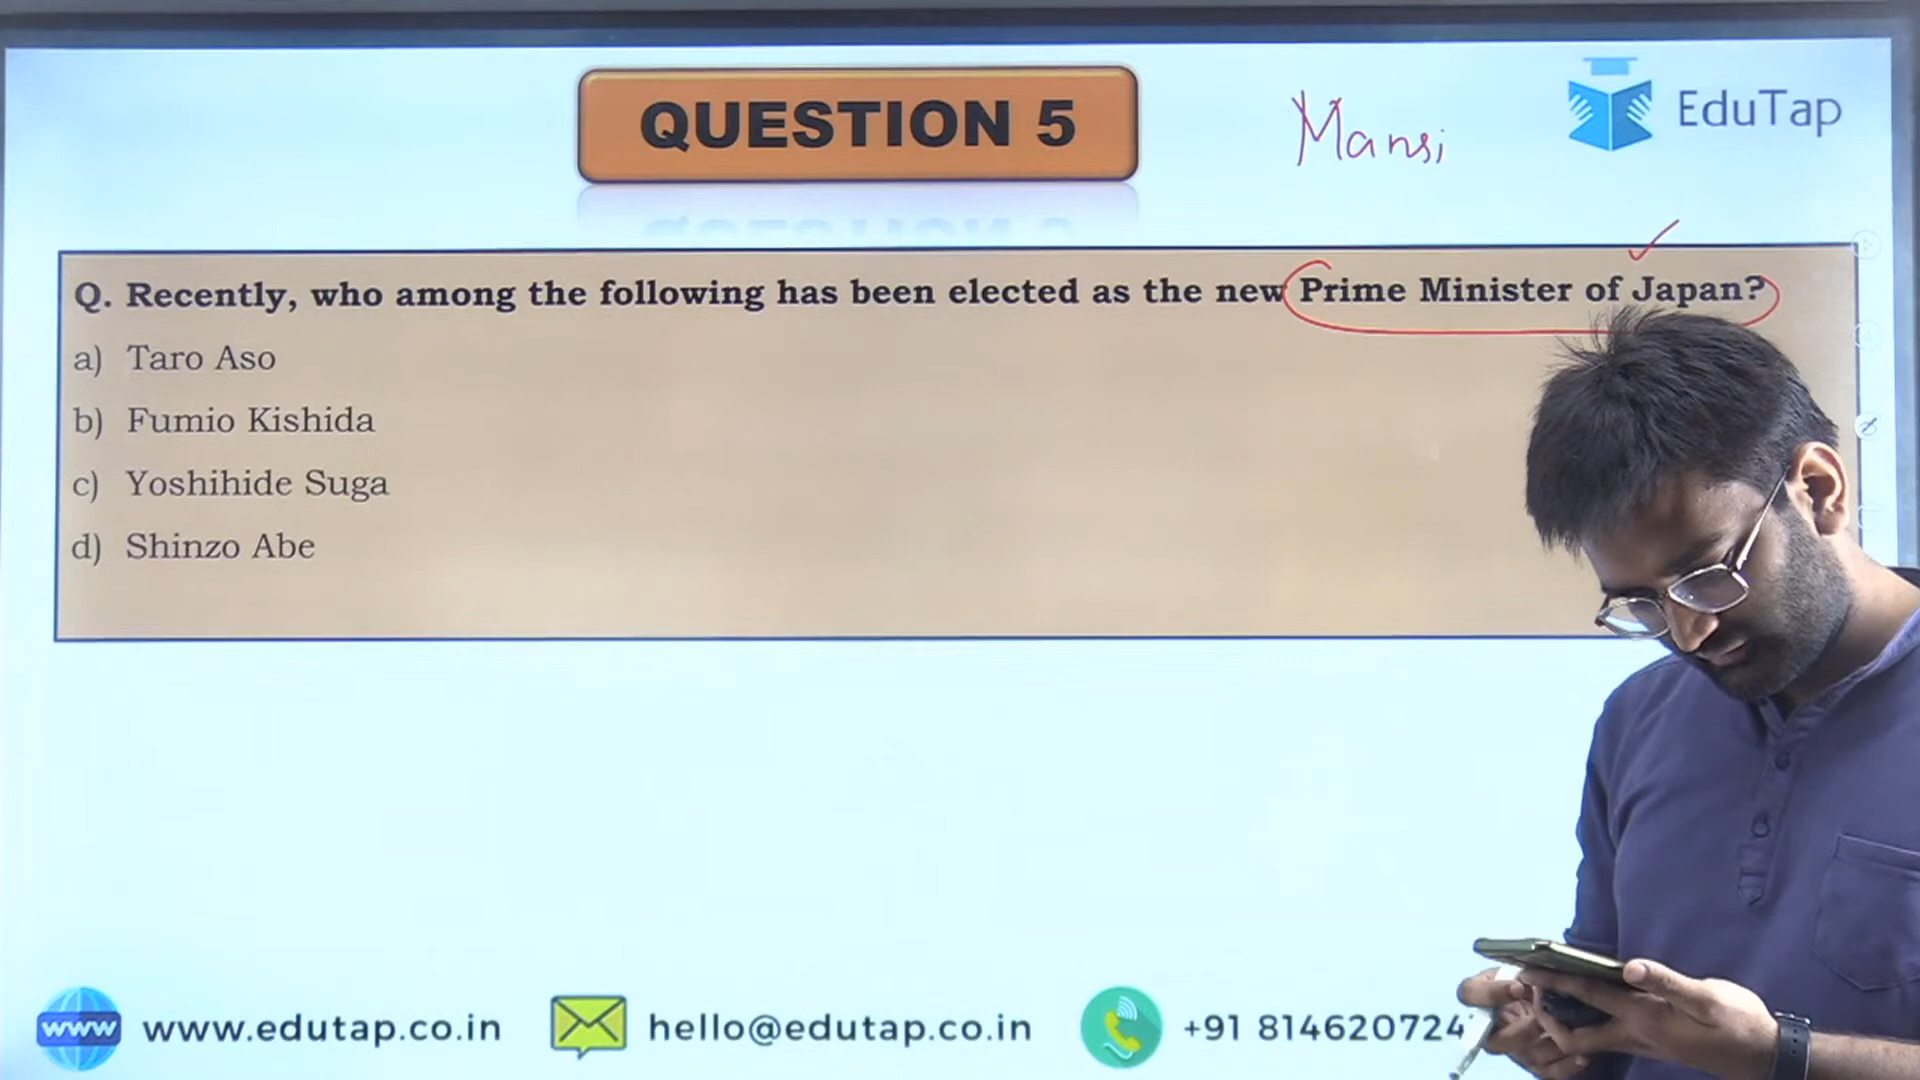 QUESTION 5
Mansi
EduTap
Q. Recently, who among the following has been elected as the new Prime Minister of Japan?
a) Taro Aso
b) Fumio Kishida
c) Yoshihide Suga
d) Shinzo Abe
www www.edutap.co.in
hello@edutap.co.in
+91 814620724